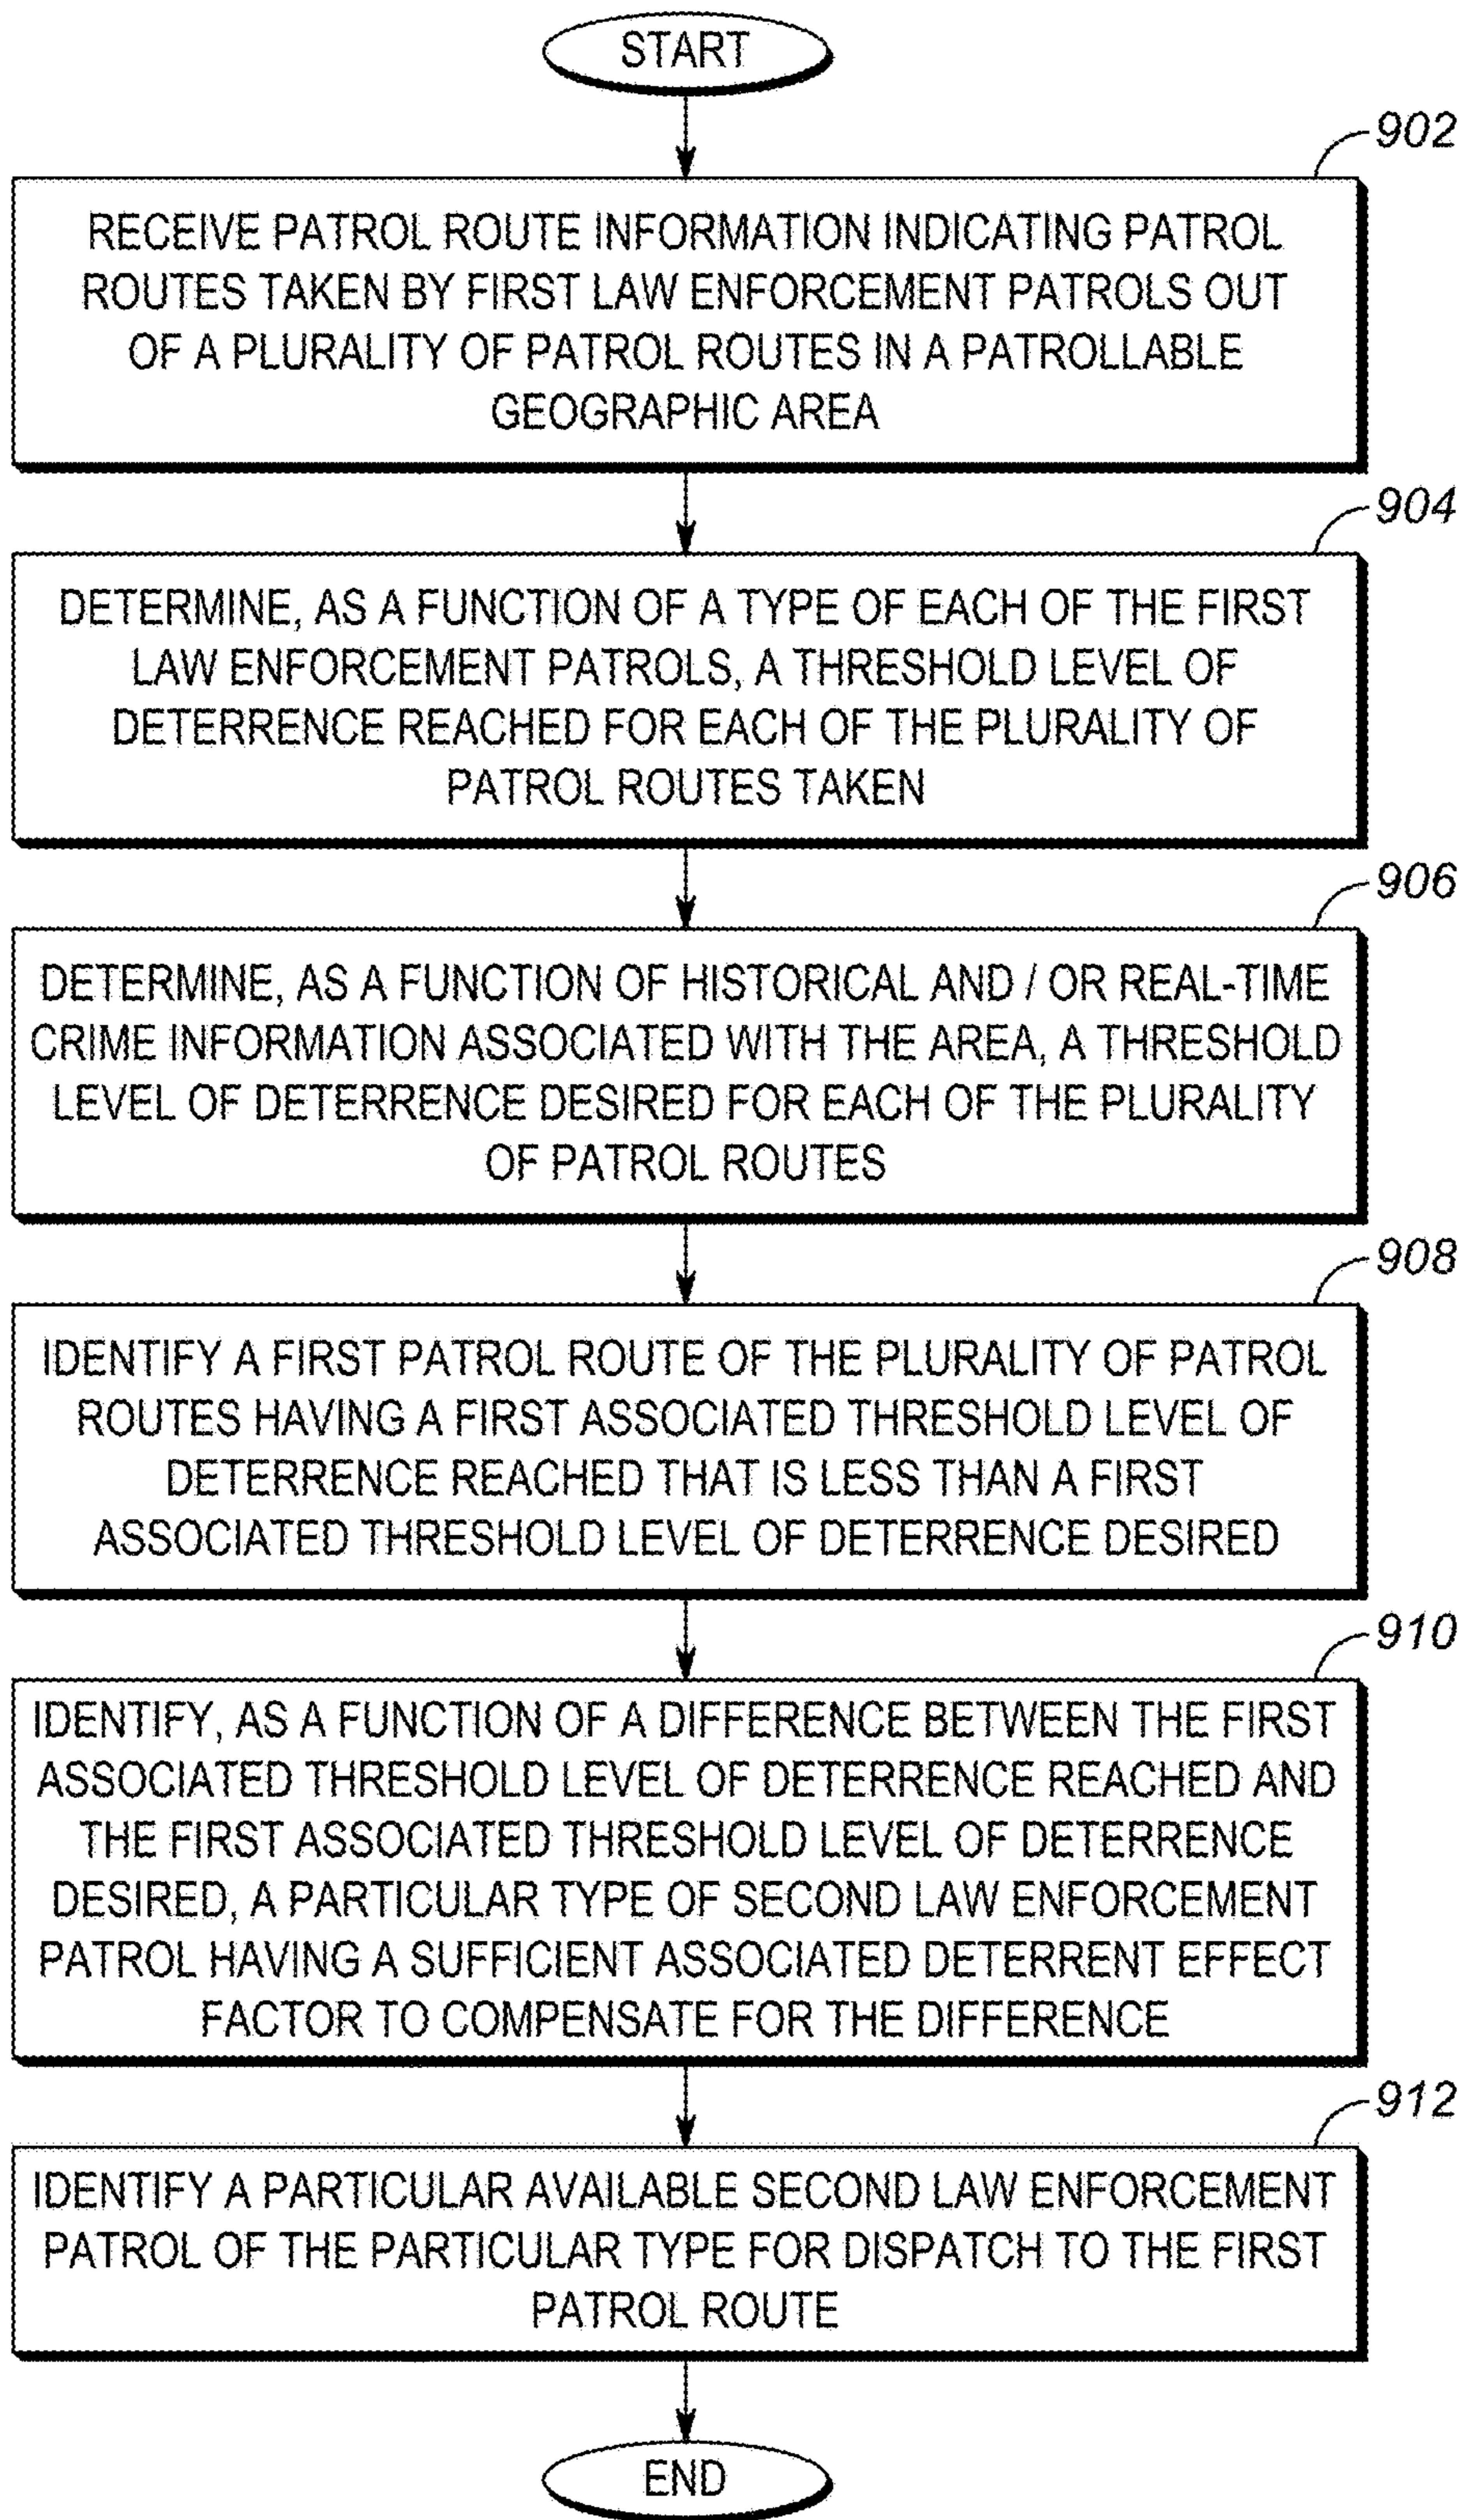 START
902
RECEIVE PATROL ROUTE INFORMATION INDICATING PATROL
ROUTES TAKEN BY FIRST LAW ENFORCEMENT PATROLS OUT
OF A PLURALITY OF PATROL ROUTES IN A PATROLLABLE
GEOGRAPHIC AREA
904
DETERMINE, AS A FUNCTION OF A TYPE OF EACH OF THE FIRST
LAW ENFORCEMENT PATROLS, A THRESHOLD LEVEL OF
DETERRENCE REACHED FOR EACH OF THE PLURALITY OF
PATROL ROUTES TAKEN
906
DETERMINE, AS A FUNCTION OF HISTORICAL AND / OR REAL-TIME
CRIME INFORMATION ASSOCIATED WITH THE AREA, A THRESHOLD
LEVEL OF DETERRENCE DESIRED FOR EACH OF THE PLURALITY
OF PATROL ROUTES
908
IDENTIFY A FIRST PATROL ROUTE OF THE PLURALITY OF PATROL
ROUTES HAVING A FIRST ASSOCIATED THRESHOLD LEVEL OF
DETERRENCE REACHED THAT IS LESS THAN A FIRST
ASSOCIATED THRESHOLD LEVEL OF DETERRENCE DESIRED
910
IDENTIFY, AS A FUNCTION OF A DIFFERENCE BETWEEN THE FIRST
ASSOCIATED THRESHOLD LEVEL OF DETERRENCE REACHED AND
THE FIRST ASSOCIATED THRESHOLD LEVEL OF DETERRENCE
DESIRED, A PARTICULAR TYPE OF SECOND LAW ENFORCEMENT
PATROL HAVING A SUFFICIENT ASSOCIATED DETERRENT EFFECT
FACTOR TO COMPENSATE FOR THE DIFFERENCE
912
IDENTIFY A PARTICULAR AVAILABLE SECOND LAW ENFORCEMENT
PATROL OF THE PARTICULAR TYPE FOR DISPATCH TO THE FIRST
PATROL ROUTE
END